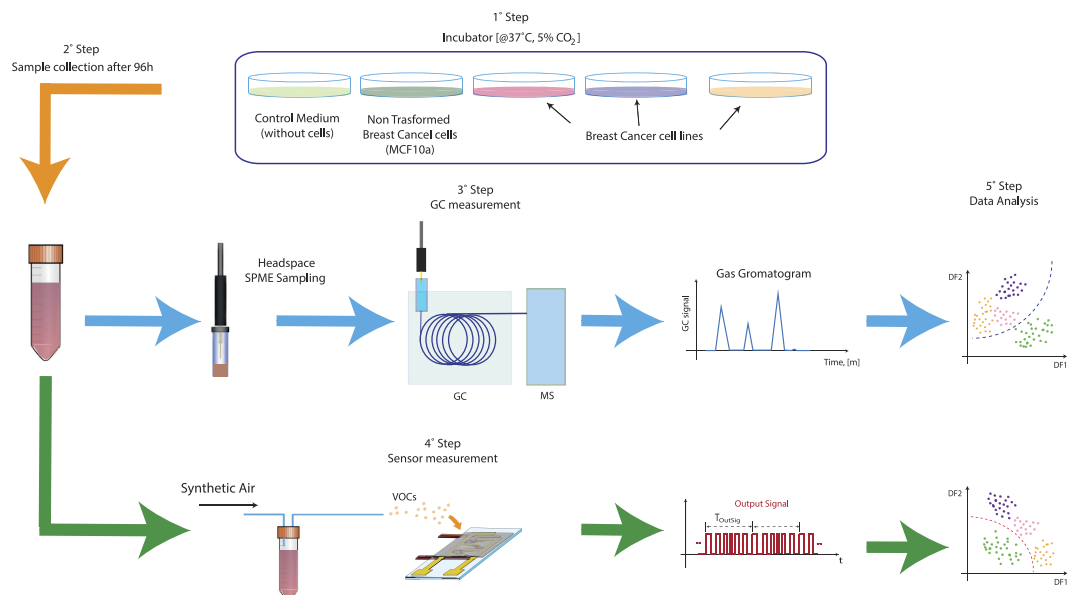 1° Step
Incubator [@37°C, 5% CO2]
2° Step
Sample collection after 96h
Control Medium
(without cells)
Non Trasformed
Breast Cancel cells
(MCF10a)
Breast Cancer cell lines
3° Step
GC measurement
5° Step
Data Analysis
Headspace
SPME Sampling
GC
MS
Gas Gromatogram
GC signal
Time, [m]
DF2
DF1
4° Step
Sensor measurement
Synthetic Air
VOCs
Output Signal
TOutSig
t
DF2
DF1